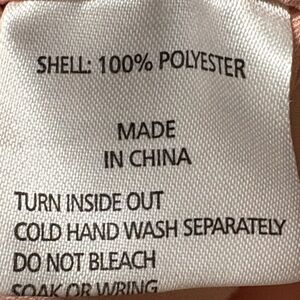 SHELL: 100% POLYESTER
MADE
IN CHINA
TURN INSIDE OUT
COLD HAND WASH SEPARATELY
DO NOT BLEACH
SOAK OR WRING